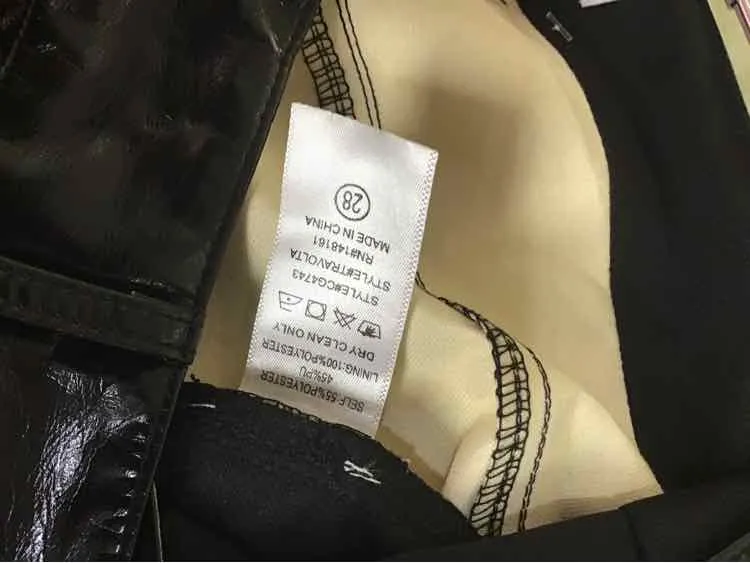 SELF 55%POLYESTER
45%PU
LINING:100%POLYESTER
DRY CLEAN ONLY
STYLE#CG4743
STYLE#TRAVOLTA
RN#148161
MADE IN CHINA
28